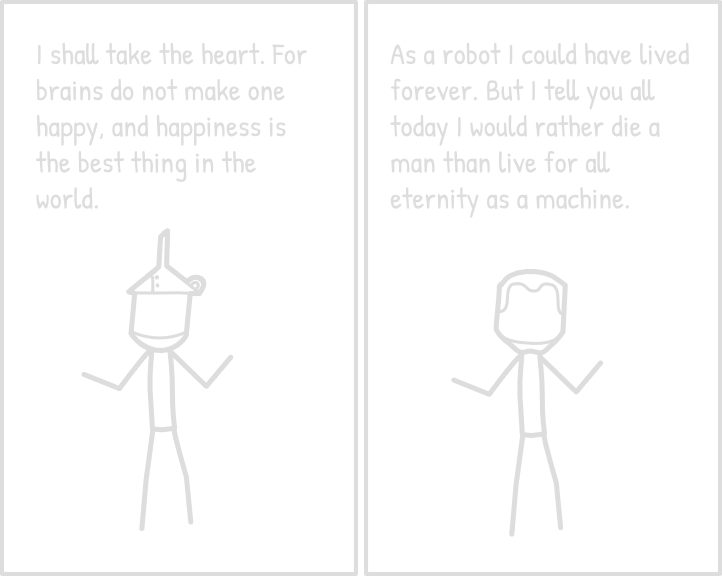 I shall take the heart. For
brains do not make one
happy, and happiness is
the best thing in the
world.
As a robot I could have lived
forever. But I tell you all
today I would rather die a
man than live for all
eternity as a machine.